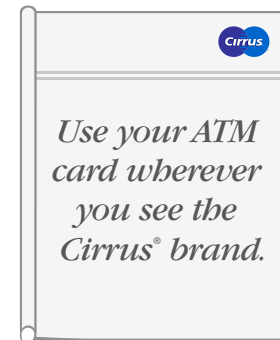 Cirrus
Use your ATM
card wherever
you see the
Cirrus® brand.